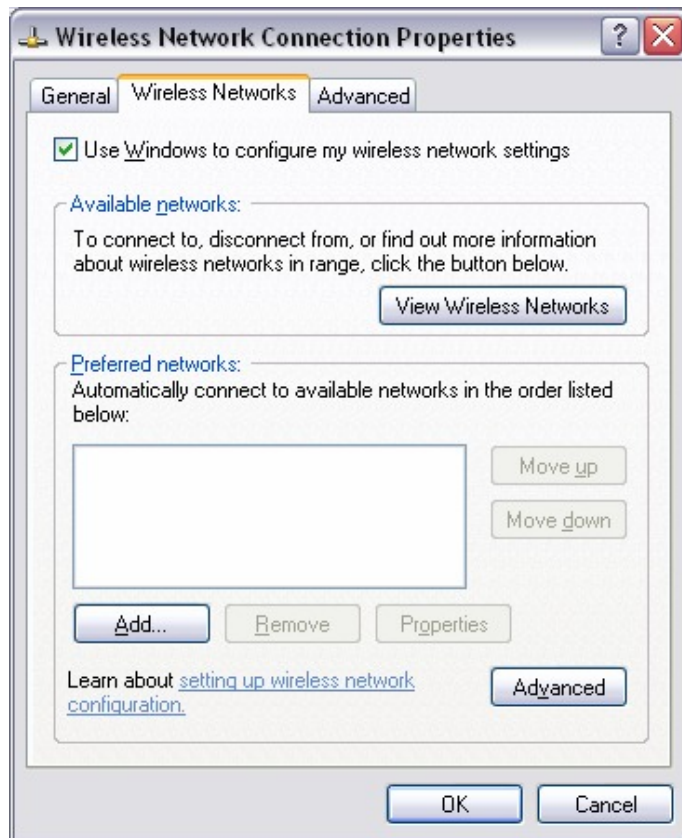 Wireless Network Connection Properties
?
General Wireless Networks Advanced
Use Windows to configure my wireless network settings
Available networks:
To connect to, disconnect from, or find out more information
about wireless networks in range, click the button below.
View Wireless Networks
Preferred networks:
Automatically connect to available networks in the order listed
below:
Move up
Move down
Add... Remove Properties
Learn about setting up wireless network
configuration.
Advanced
OK Cancel